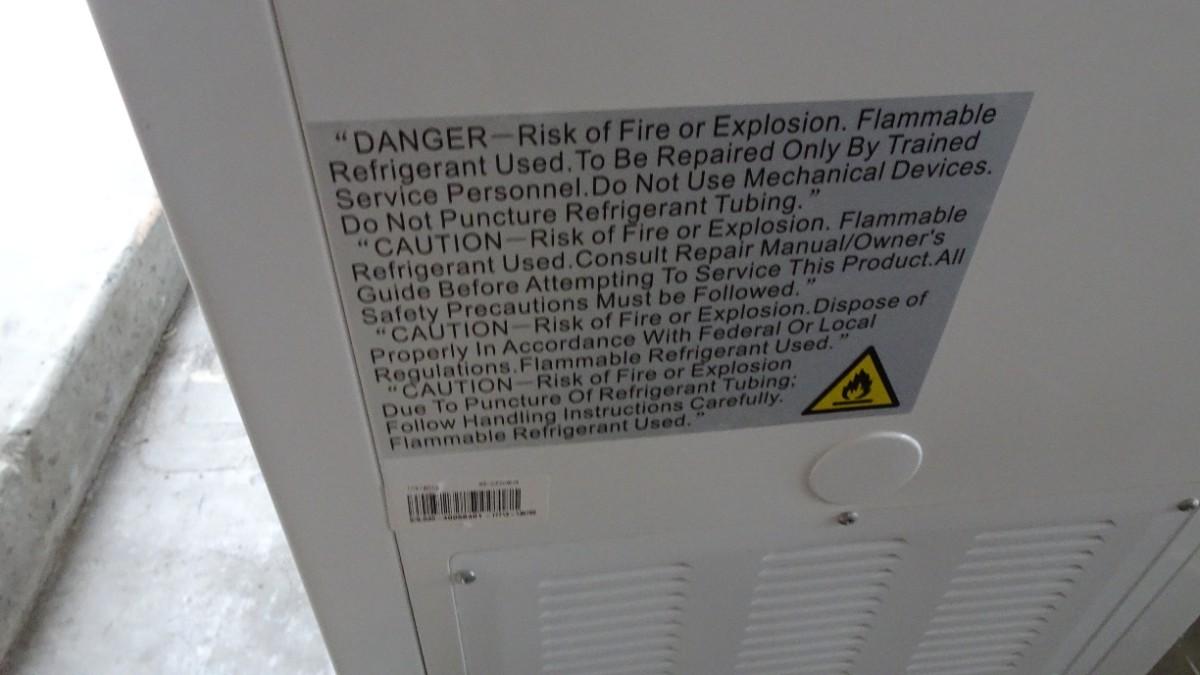 “DANGER—Risk of Fire or Explosion. Flammable
Refrigerant Used.To Be Repaired Only By Trained
Service Personnel.Do Not Use Mechanical Devices.
Do Not Puncture Refrigerant Tubing.”
“CAUTION—Risk of Fire or Explosion. Flammable
Refrigerant Used.Consult Repair Manual/Owner's
Guide Before Attempting To Service This Product.All
Safety Precautions Must be Followed.”
“CAUTION—Risk of Fire or Explosion.Dispose of
Properly In Accordance With Federal Or Local
Regulations.Flammable Refrigerant Used.”
“CAUTION—Risk of Fire or Explosion
Due To Puncture Of Refrigerant Tubing;
Follow Handling Instructions Carefully.
Flammable Refrigerant Used.”